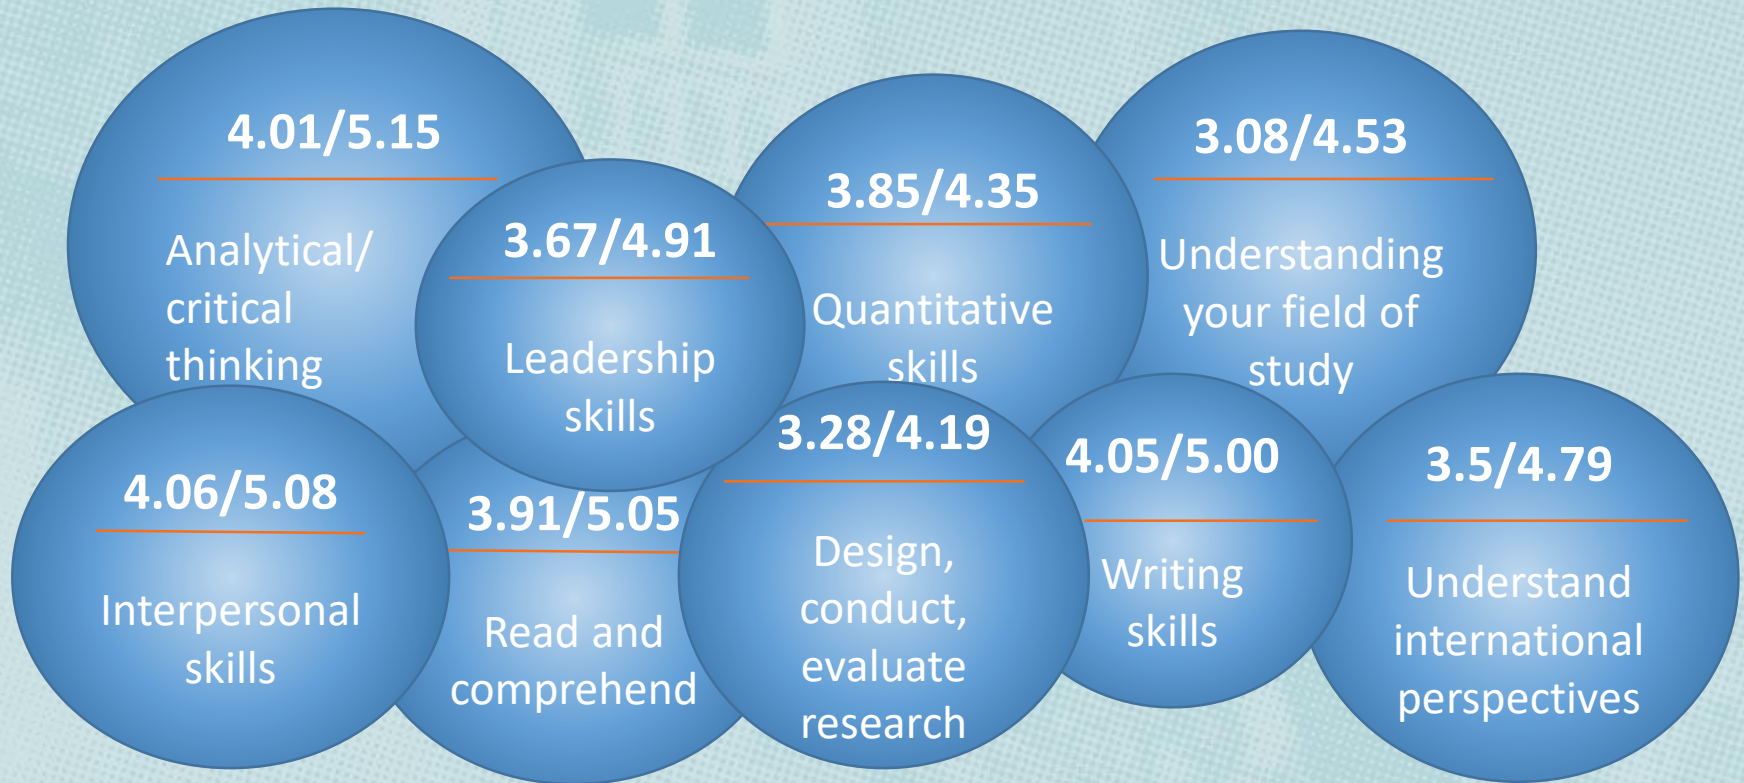 4.01/5.15
Analytical/
critical
thinking
3.67/4.91
Leadership
skills
3.85/4.35
Quantitative
skills
3.08/4.53
Understanding
your field of
study
4.06/5.08
Interpersonal
skills
3.91/5.05
Read and
comprehend
3.28/4.19
Design,
conduct,
evaluate
research
4.05/5.00
Writing
skills
3.5/4.79
Understand
international
perspectives